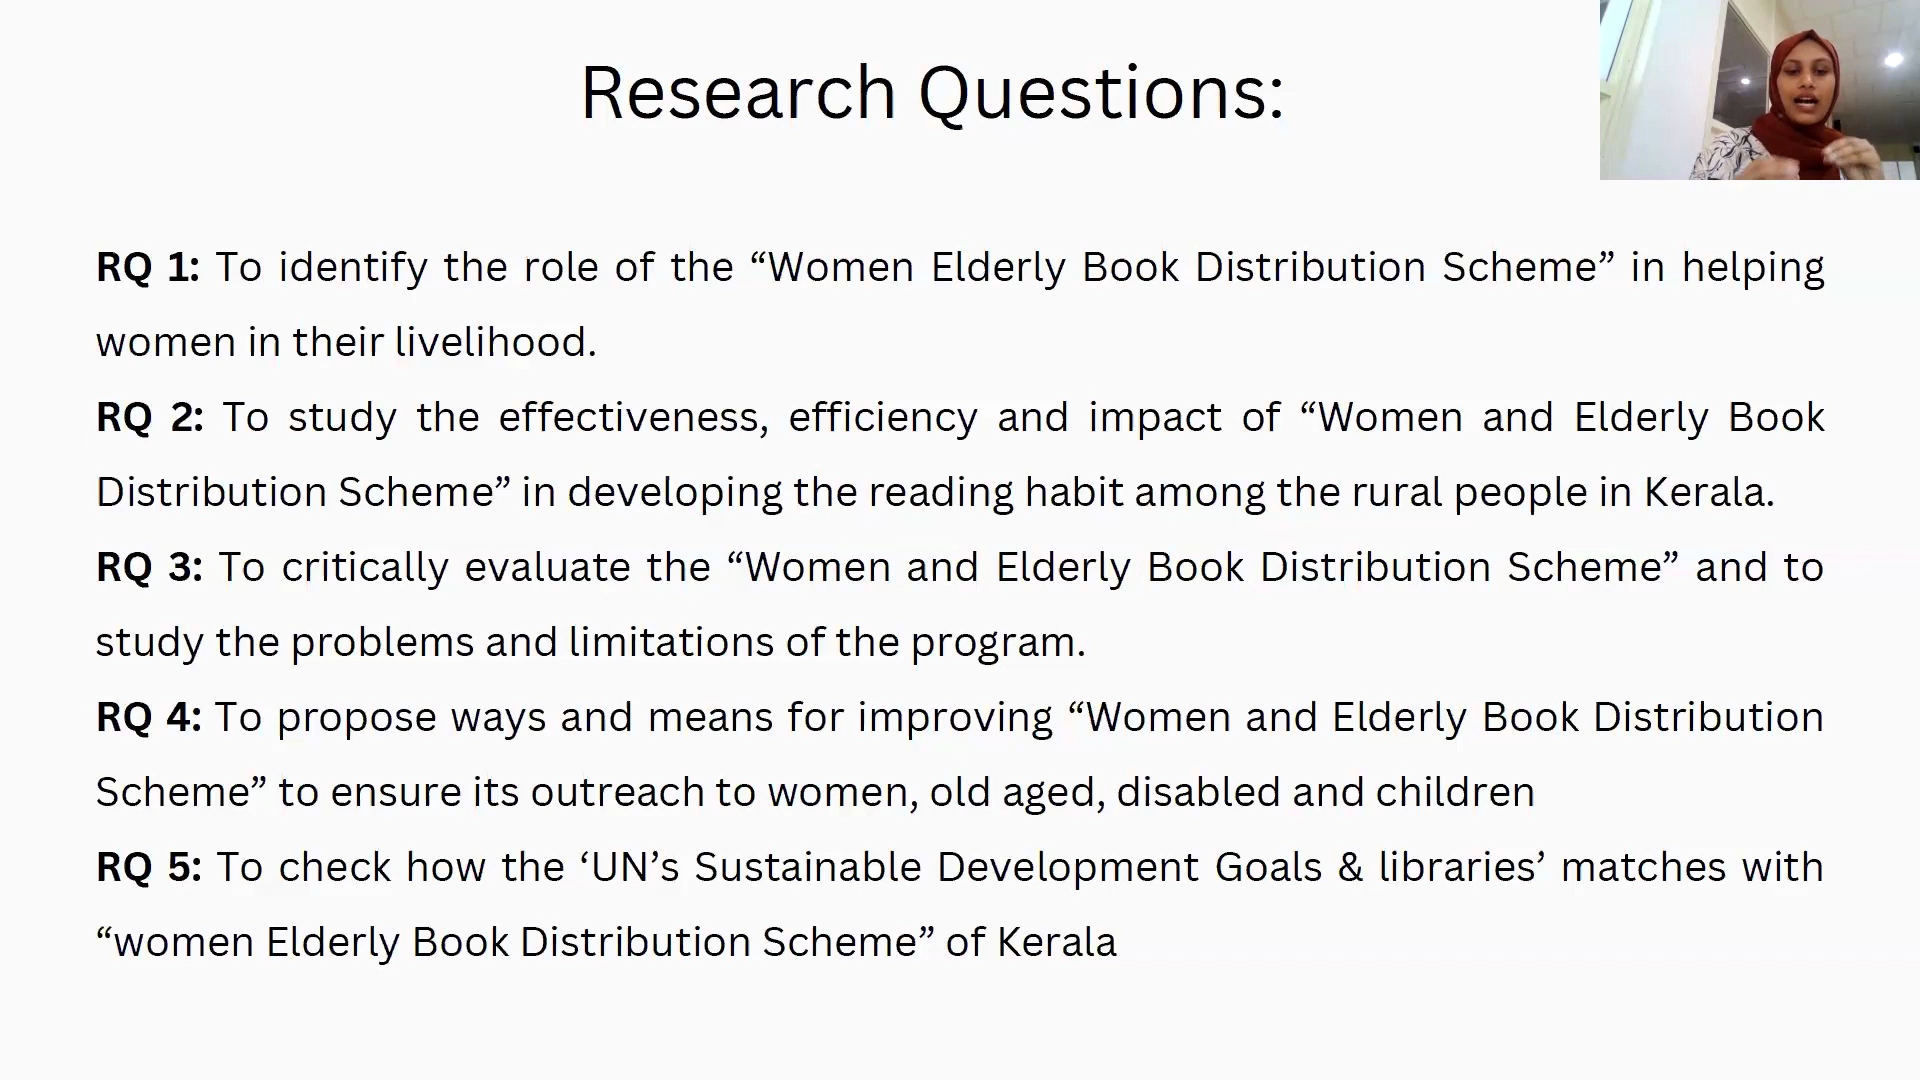 Research Questions:
RQ 1: To identify the role of the “Women Elderly Book Distribution Scheme” in helping
women in their livelihood.
RQ 2: To study the effectiveness, efficiency and impact of “Women and Elderly Book
Distribution Scheme” in developing the reading habit among the rural people in Kerala.
RQ 3: To critically evaluate the “Women and Elderly Book Distribution Scheme” and to
study the problems and limitations of the program.
RQ 4: To propose ways and means for improving “Women and Elderly Book Distribution
Scheme” to ensure its outreach to women, old aged, disabled and children
RQ 5: To check how the ‘UN’s Sustainable Development Goals & libraries’ matches with
“women Elderly Book Distribution Scheme” of Kerala